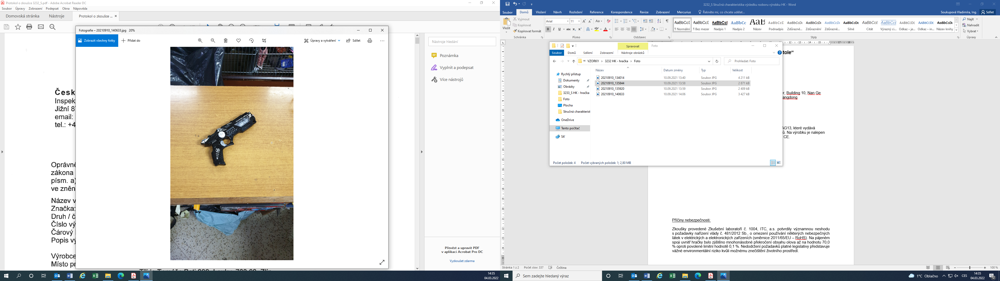 Protokol o zkoušce 3232_S.pdf - Adobe Acrobat Reader DC
Soubor Úpravy Zobrazení Podepsat Okna Nápověda
Domovská stránka Nástroje Protokol o zkoušce ... ×
Fotografie – 20210910_140633.jpg 20%
Zobrazit všechny fotky Přidat do Úpravy a vytváření Sdílet
Nástroje hledání
Poznámka
Vyplnit a podepsat
Více nástrojů
Česk
Inspek
Jižní 8
email:
tel.: +4
Oprávně
zákona
písm. a)
ve zněn
Název v
Značka:
Druh / č
Číslo vý
Čárový
Popis vý
Výrobce
Místo pr
Převést a upravit PDF
v aplikaci Acrobat Pro DC
Vyzkoušet zdarma
14:35
04.03.2022
3232_S Stručná charakteristika výsledku rozboru výrobku HK - Word
Soubor Domů Vložení Návrh Rozložení Reference Korespondence Revize Zobrazení Mercurius Řekněte mi, co chcete udělat... Soukupová Vladimíra, Ing. Sdílet
Vložit
Vyjmout
Kopírovat
Kopírovat formát
Schránka
Arial 11
Písmo
Odstavec
¶ Normální ¶ Bez mezer Nadpis 1 Nadpis 2 Název Podnadpis Zdůrazně... Zdůraznění Zdůrazně... Silné Citát Výrazný ci... Odkaz – je... Odkaz – in... Název knihy
Styly
Najít
Nahradit
Vybrat
Úpravy
tole“
Spravovat Foto
Soubor Domů Sdílení Zobrazení Nástroje obrázků
VZORKY › 3232 HK - hračka › Foto
Prohledat: Foto
Název Datum změny Typ Velikost
20210910_134014 10.09.2021 13:40 Soubor JPG 4 211 kB
20210910_135844 10.09.2021 13:58 Soubor JPG 2 871 kB
20210910_135920 10.09.2021 13:59 Soubor JPG 2 409 kB
20210910_140633 10.09.2021 14:06 Soubor JPG 3 427 kB
Rychlý přístup
Dokumenty
Obrázky
3233_S HK - hračka
Foto
Plocha
Stručná charakterist
OneDrive
Tento počítač
Síť
Počet položek: 4 Počet vybraných položek: 1; 2,80 MB
r, Building 10, Nan Ge
angdong
AG13, které vydává
ů. Na výrobku je nalepen
CE.
Příčiny nebezpečnosti:
Zkoušky provedené Zkušební laboratoří č. 1004, ITC, a.s. potvrdily významnou neshodu
s požadavky nařízení vlády č. 481/2012 Sb., o omezení používání některých nebezpečných
látek v elektrických a elektronických zařízeních (směrnice 2011/65/EU – RoHS). Na pájeném
spoji uvnitř hračky bylo zjištěno mnohonásobné překročení obsahu olova až na hodnotu 70,0
% oproti povolené limitní hodnotě 0,1 %. Nedodržení požadavků platné legislativy představuje
vážné environmentální riziko kvůli možnému znečištění životního prostředí.
Stránka 1 z 2 Počet slov: 337 Čeština 100 %
Sem zadejte hledaný výraz
1°C Oblačno CES
14:35
04.03.2022